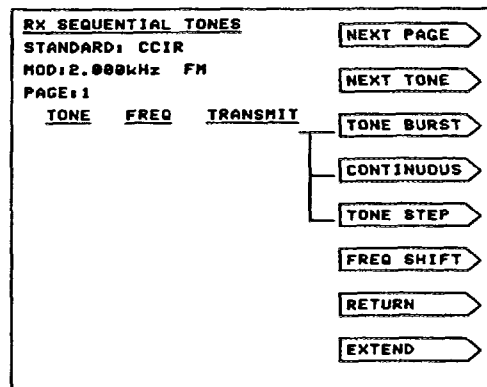 RX SEQUENTIAL TONES
STANDARD: CCIR
MOD:2.000kHz FM
PAGE:1
TONE FREQ TRANSMIT
NEXT PAGE
NEXT TONE
TONE BURST
CONTINUOUS
TONE STEP
FREQ SHIFT
RETURN
EXTEND